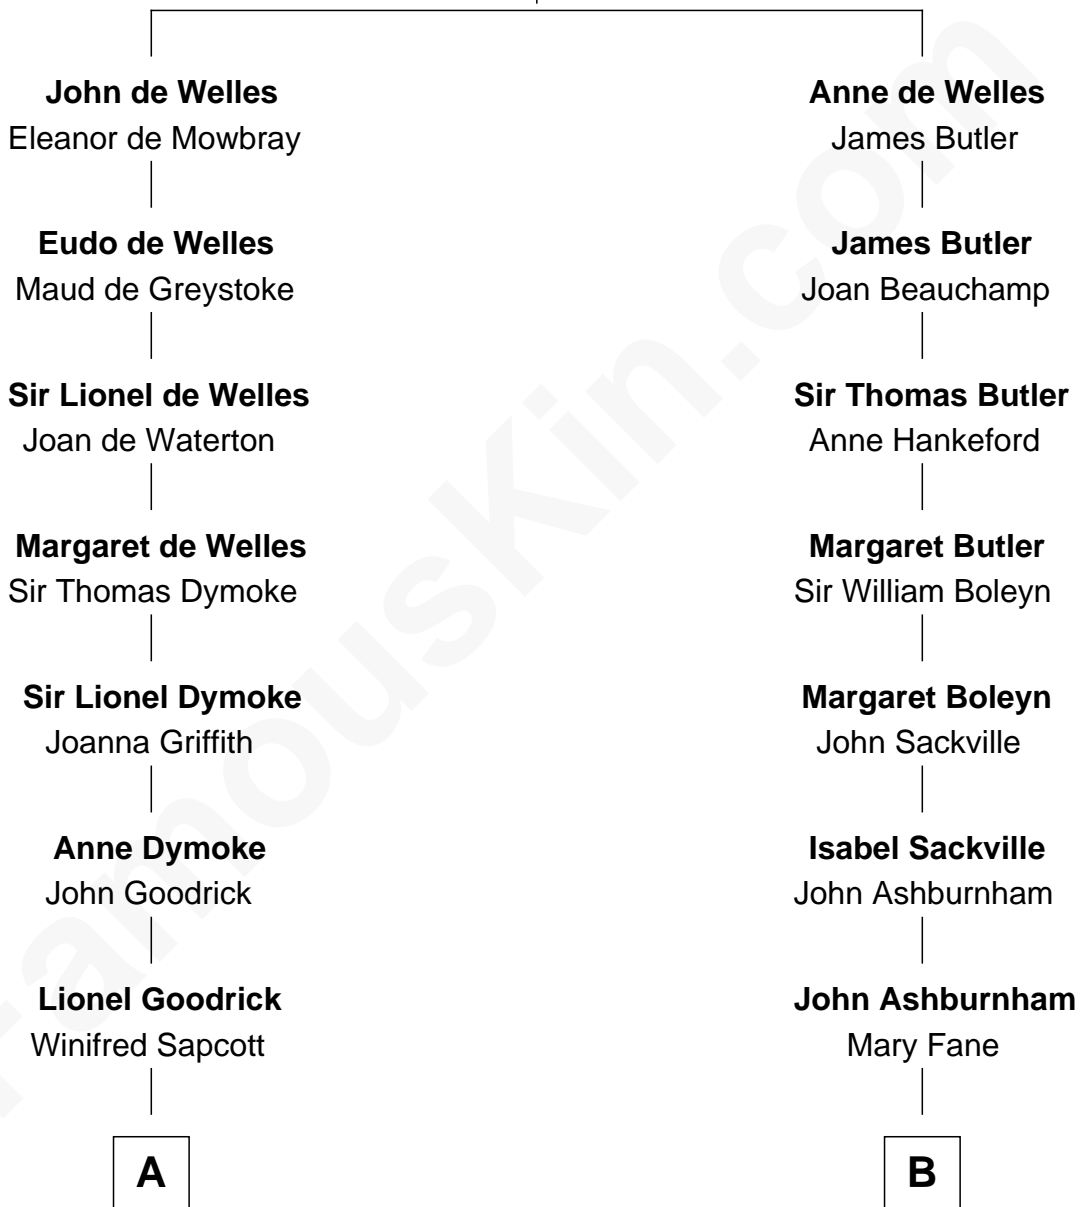 John de Welles
Eleanor de Mowbray
Eudo de Welles
Maud de Greystoke
Sir Lionel de Welles
Joan de Waterton
Margaret de Welles
Sir Thomas Dymoke
Sir Lionel Dymoke
Joanna Griffith
Anne Dymoke
John Goodrick
Lionel Goodrick
Winifred Sapcott
A
Anne de Welles
James Butler
James Butler
Joan Beauchamp
Sir Thomas Butler
Anne Hankeford
Margaret Butler
Sir William Boleyn
Margaret Boleyn
John Sackville
Isabel Sackville
John Ashburnham
John Ashburnham
Mary Fane
B
FamousKin.com